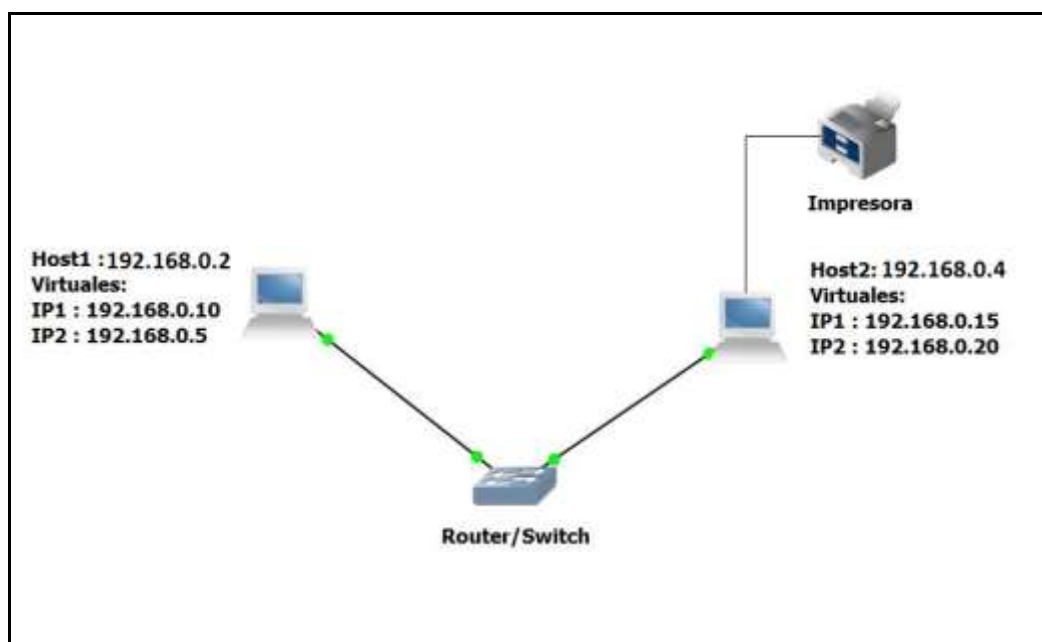 Impresora
Host1 :192.168.0.2
Virtuales:
IP1 : 192.168.0.10
IP2 : 192.168.0.5
Host2: 192.168.0.4
Virtuales:
IP1 : 192.168.0.15
IP2 : 192.168.0.20
Router/Switch